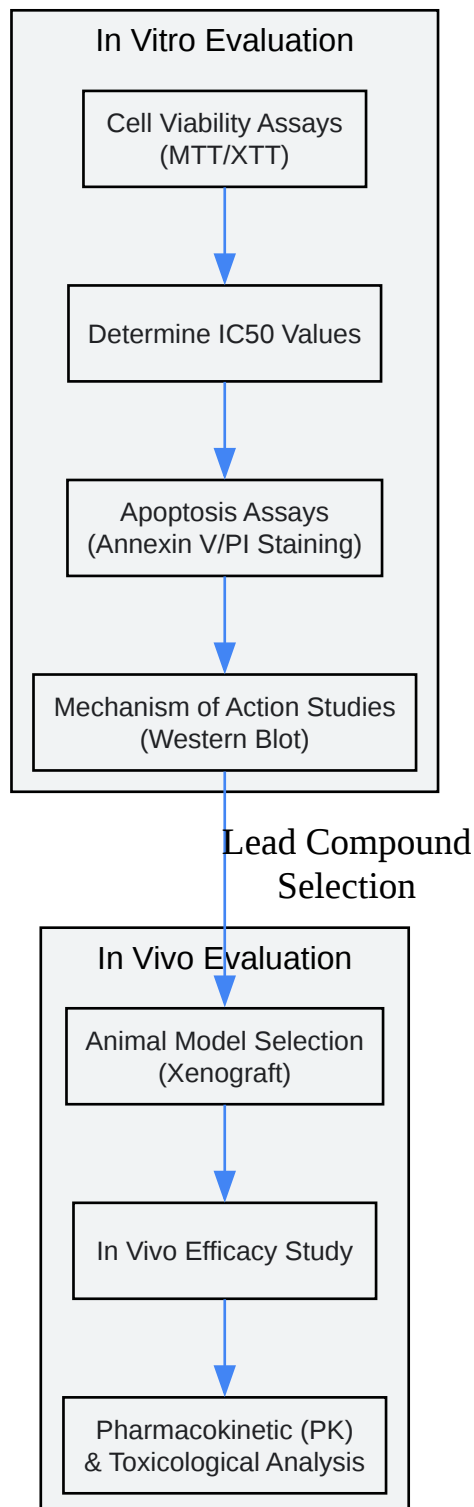 In Vitro Evaluation
Cell Viability Assays
(MTT/XTT)
Determine IC50 Values
Apoptosis Assays
(Annexin V/PI Staining)
Mechanism of Action Studies
(Western Blot)
Lead Compound
Selection
In Vivo Evaluation
Animal Model Selection
(Xenograft)
In Vivo Efficacy Study
Pharmacokinetic (PK)
& Toxicological Analysis